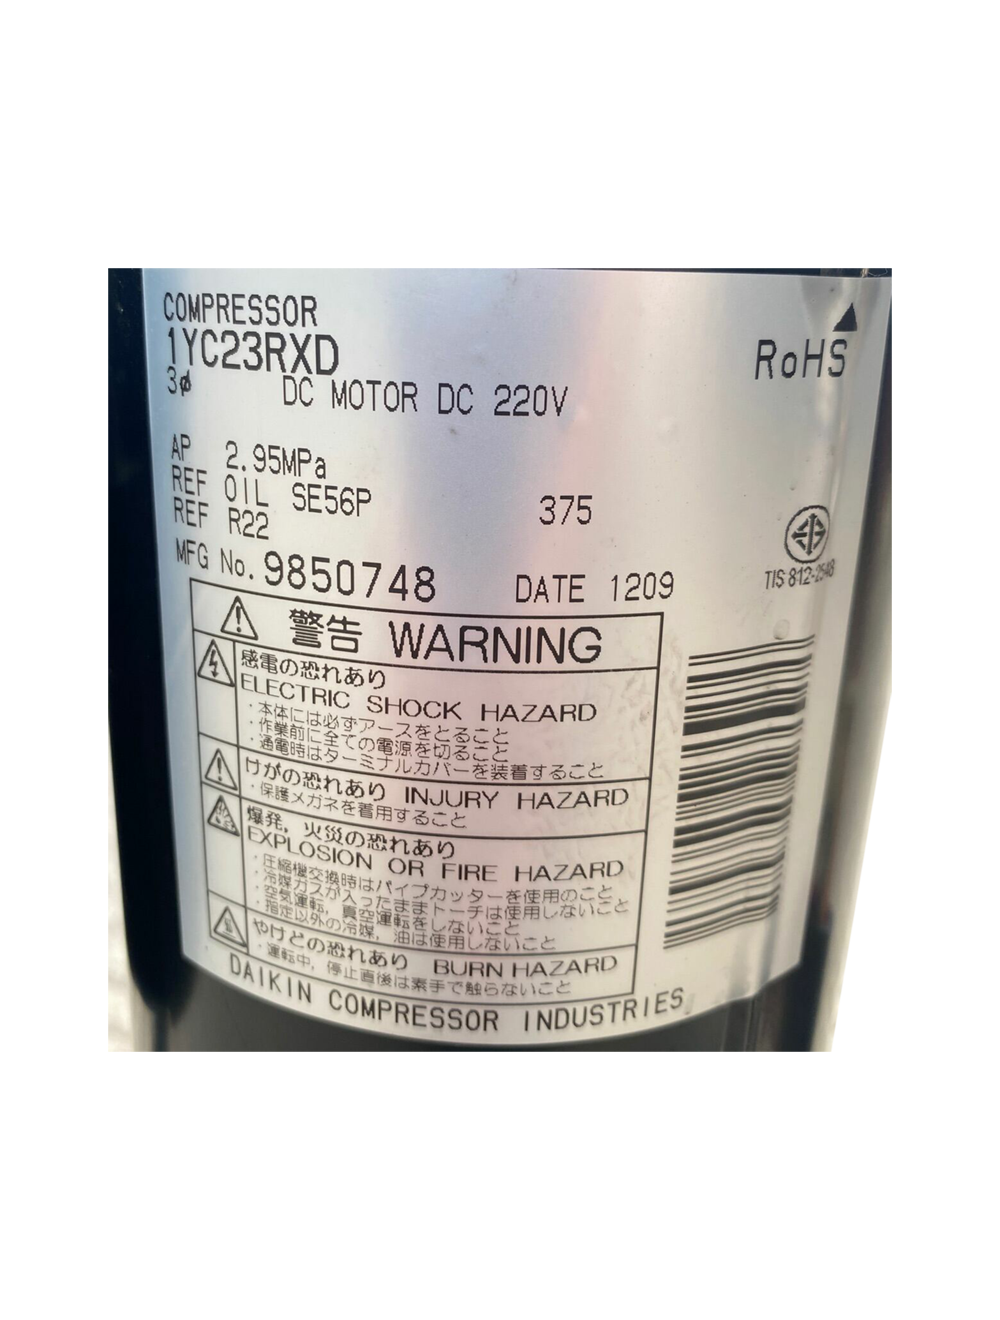 COMPRESSOR
1YC23RXD
RoHS
3ø DC MOTOR DC 220V
AP 2.95MPa
REF OIL SE56P
REF R22 375
MFG No. 9850748 DATE 1209
TIS 812-2548
警告 WARNING
感電の恐れあり
ELECTRIC SHOCK HAZARD
・本体には必ずアースをとること
・作業前に全ての電源を切ること
・通電時はターミナルカバーを装着すること
けがの恐れあり INJURY HAZARD
・保護メガネを着用すること
爆発,火災の恐れあり
EXPLOSION OR FIRE HAZARD
・圧縮機交換時はパイプカッターを使用のこと
・冷媒ガスが入ったままトーチは使用しないこと
・空気運転,真空運転をしないこと
・指定以外の冷媒,油は使用しないこと
やけどの恐れあり BURN HAZARD
・運転中,停止直後は素手で触らないこと
DAIKIN COMPRESSOR INDUSTRIES